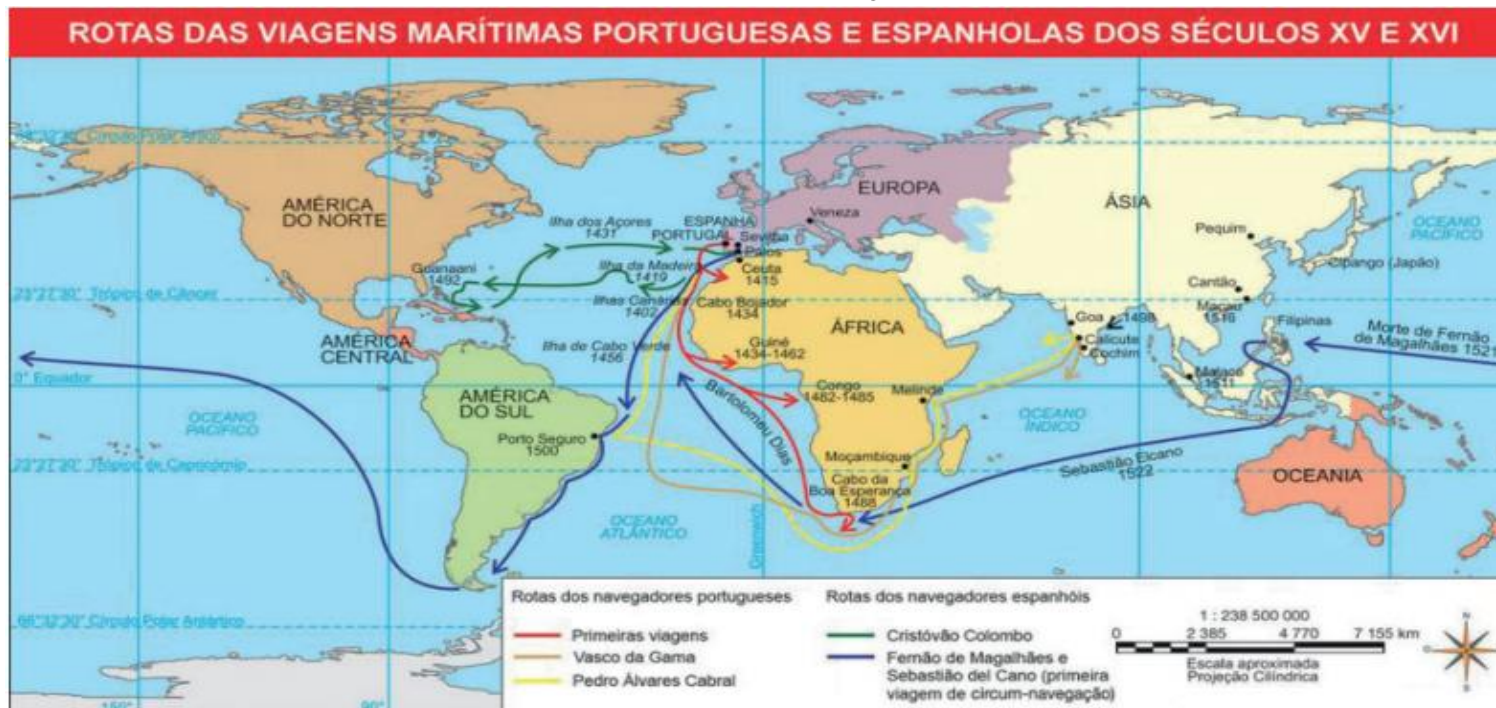 ROTAS DAS VIAGENS MARÍTIMAS PORTUGUESAS E ESPANHOLAS DOS SÉCULOS XV E XVI
Círculo Polar Ártico
AMÉRICA
DO NORTE
EUROPA
ÁSIA
OCEANO
PACÍFICO
Ilha dos Açores
1431
ESPANHA
PORTUGAL
Sevilha
Palos
Veneza
Pequim
Cipango (Japão)
Guanaani
1492
Ilha da Madeira
1419
Ceuta
1415
Cantão
Macau
1516
Trópico de Câncer
Ilhas Canárias
1402
Cabo Bojador
1434
ÁFRICA
Goa
1498
Calicute
Cochim
Filipinas
Morte de Fernão
de Magalhães 1521
AMÉRICA
CENTRAL
Ilha de Cabo Verde
1456
Guiné
1434-1462
0° Equador
Malaca
1511
Congo
1482-1485
Melinde
AMÉRICA
DO SUL
Bartolomeu Dias
OCEANO
PACÍFICO
OCEANO
ÍNDICO
Porto Seguro
1500
Trópico de Capricórnio
Moçambique
Sebastião Elcano
1522
OCEANIA
Cabo da
Boa Esperança
1488
OCEANO
ATLÂNTICO
Greenwich
66°32'30" Círculo Polar Antártico
150°
90°
Rotas dos navegadores portugueses
Primeiras viagens
Vasco da Gama
Pedro Álvares Cabral
Rotas dos navegadores espanhóis
Cristóvão Colombo
Fernão de Magalhães e
Sebastião del Cano (primeira
viagem de circum-navegação)
1 : 238 500 000
0 2 385 4 770 7 155 km
Escala aproximada
Projeção Cilíndrica
N
O
S